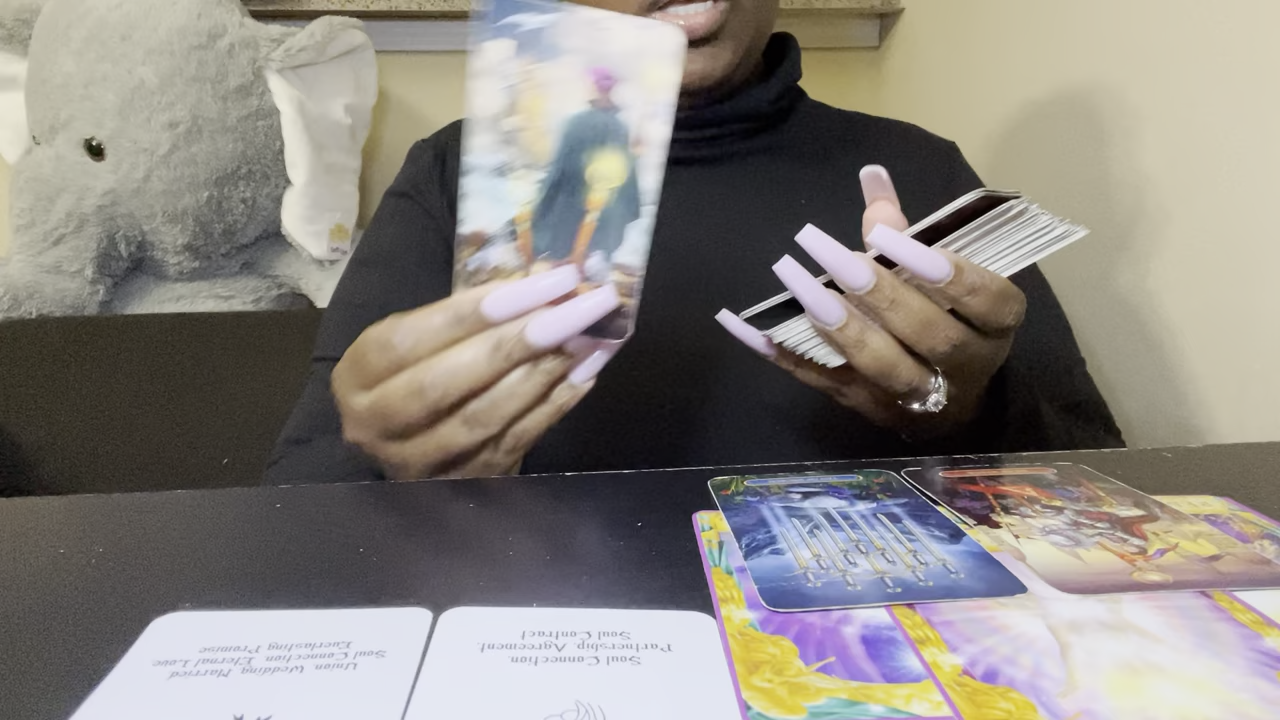 Union. Wedding. Married.
Soul Connection. Eternal Love.
Everlasting Promise
Soul Connection.
Partnership. Agreement.
Soul Contract